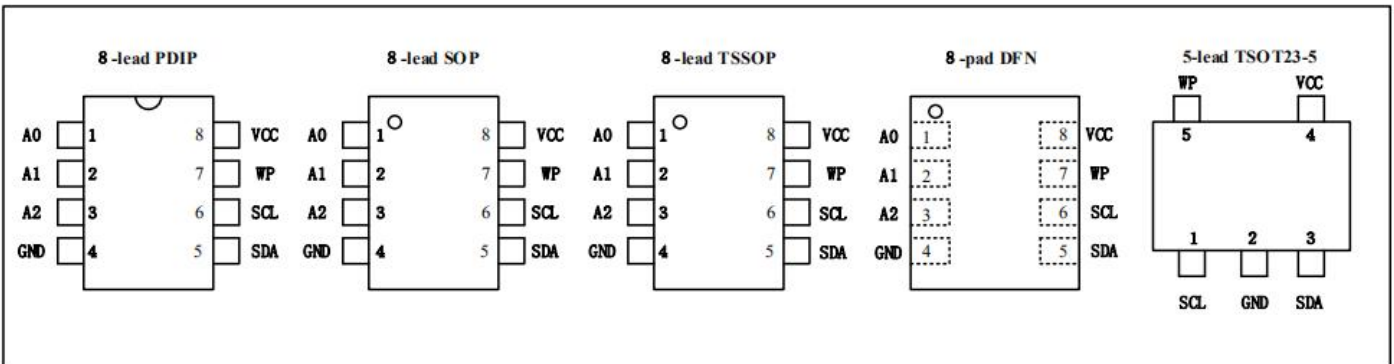 8-lead PDIP 8-lead SOP 8-lead TSSOP 8-pad DFN 5-lead TSOT23-5
WP VCC
A0 1 8 VCC A0 1 8 VCC A0 1 8 VCC A0 1 8 VCC 5 4
A1 2 7 WP A1 2 7 WP A1 2 7 WP A1 2 7 WP
A2 3 6 SCL A2 3 6 SCL A2 3 6 SCL A2 3 6 SCL
GND 4 5 SDA GND 4 5 SDA GND 4 5 SDA GND 4 5 SDA 1 2 3
SCL GND SDA